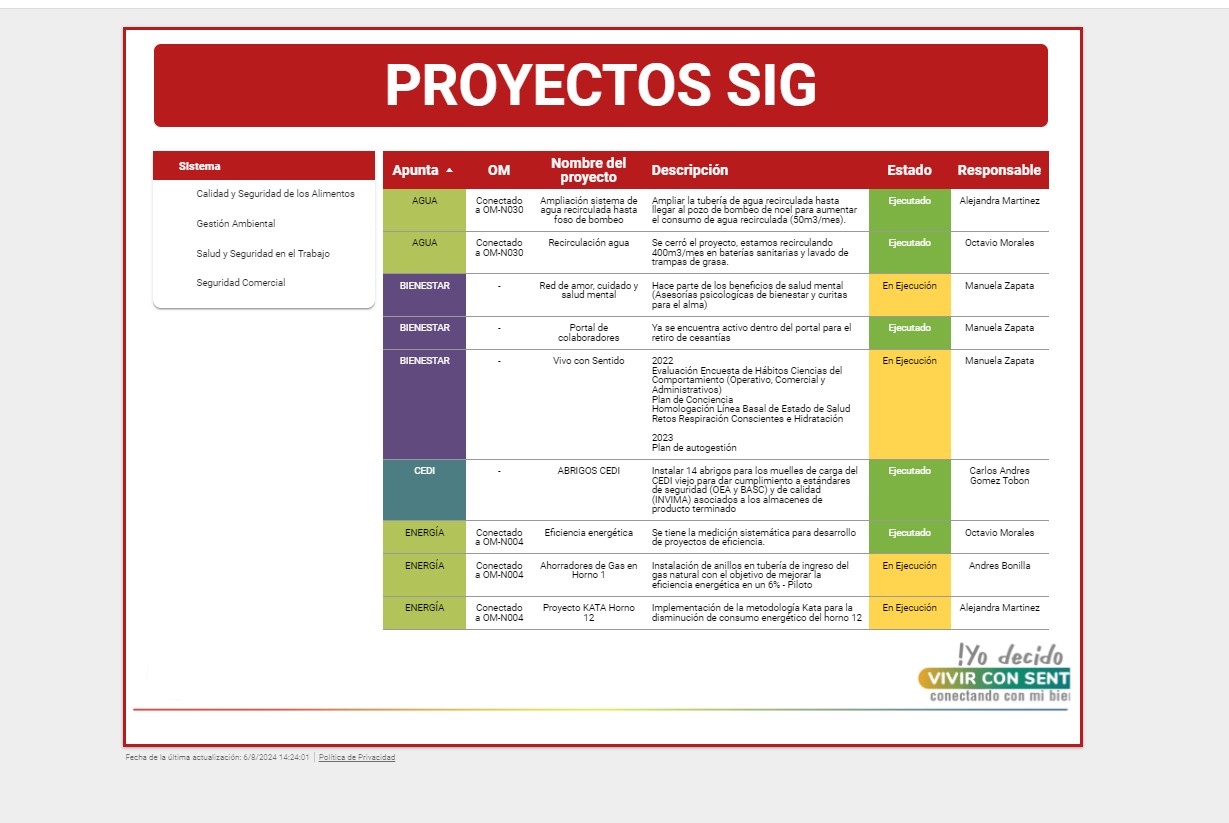 PROYECTOS SIG
SIstema
Calidad y Seguridad de los Alimentos
Gestión Ambiental
Salud y Seguridad en el Trabajo
Seguridad Comercial
Apunta OM Nombre del proyecto Descripción Estado Responsable
AGUA
Conectado
a OM-N030
Ampliación sistema de
agua recirculada hasta
foso de bombeo
Ampliar la tubería de agua recirculada hasta
llegar al pozo de bombeo de noel para aumentar
el consumo de agua recirculada (50m3/mes).
Ejecutado
Alejandra Martinez
AGUA
Conectado
a OM-N030
Recirculación agua
Se cerró el proyecto, estamos recirculando
400m3/mes en baterías sanitarias y lavado de
trampas de grasa.
Ejecutado
Octavio Morales
BIENESTAR
-
Red de amor, cuidado y
salud mental
Hace parte de los beneficios de salud mental
(Asesorías psicologicas de bienestar y curitas
para el alma)
En Ejecución
Manuela Zapata
BIENESTAR
-
Portal de
colaboradores
Ya se encuentra activo dentro del portal para el
retiro de cesantías
Ejecutado
Manuela Zapata
BIENESTAR
-
Vivo con Sentido
2022
Evaluación Encuesta de Hábitos Ciencias del
Comportamiento (Operativo, Comercial y
Administrativos)
Plan de Conciencia
Homologación Línea Basal de Estado de Salud
Retos Respiración Conscientes e Hidratación
2023
Plan de autogestión
En Ejecución
Manuela Zapata
CEDI
-
ABRIGOS CEDI
Instalar 14 abrigos para los muelles de carga del
CEDI viejo para dar cumplimiento a estándares
de seguridad (OEA y BASC) y de calidad
(INVIMA) asociados a los almacenes de
producto terminado
Ejecutado
Carlos Andres
Gomez Tobon
ENERGÍA
Conectado
a OM-N004
Eficiencia energética
Se tiene la medición sistemática para desarrollo
de proyectos de eficiencia.
Ejecutado
Octavio Morales
ENERGÍA
Conectado
a OM-N004
Ahorradores de Gas en
Horno 1
Instalación de anillos en tubería de ingreso del
gas natural con el objetivo de mejorar la
eficiencia energética en un 6% - Piloto
En Ejecución
Andres Bonilla
ENERGÍA
Conectado
a OM-N004
Proyecto KATA Horno
12
Implementación de la metodología Kata para la
disminución de consumo energético del horno 12
En Ejecución
Alejandra Martinez
!Yo decido
VIVIR CON SENT
conectando con mi bie
Fecha de la última actualización: 6/8/2024 14:24:01 | Política de Privacidad